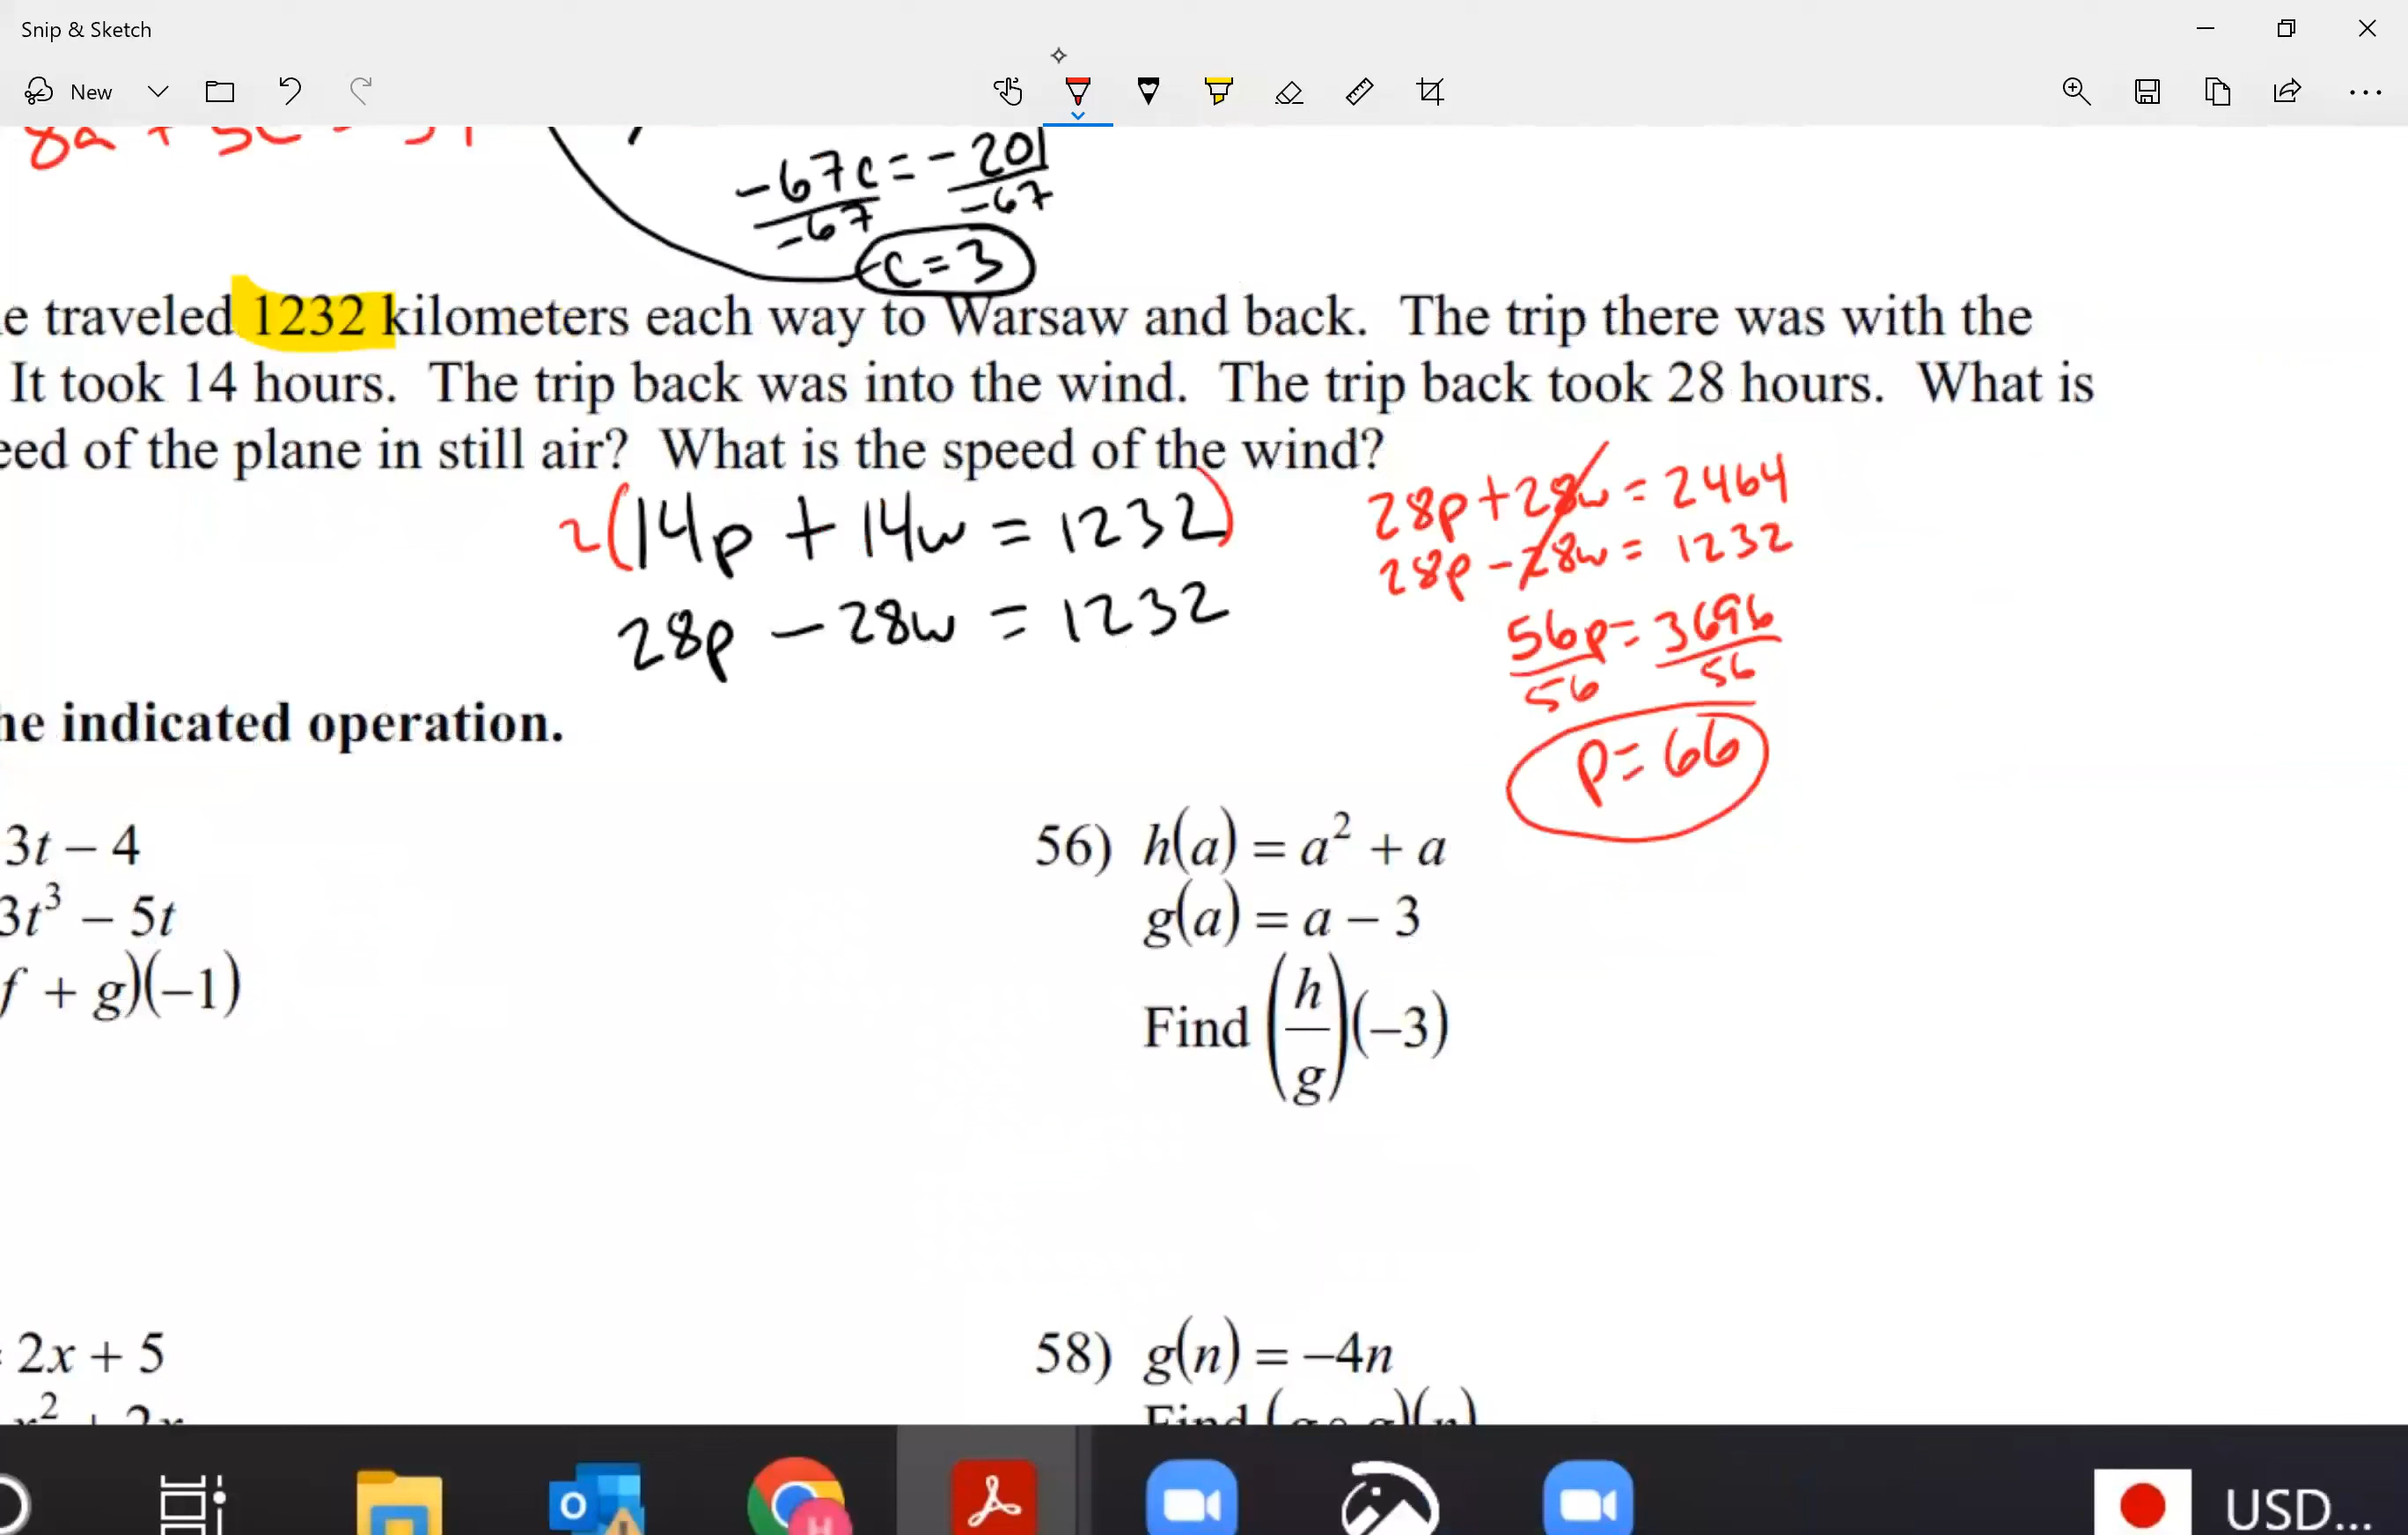 Snip & Sketch
New
-67c = -201
-67 -67
c = 3
e traveled 1232 kilometers each way to Warsaw and back. The trip there was with the
It took 14 hours. The trip back was into the wind. The trip back took 28 hours. What is
eed of the plane in still air? What is the speed of the wind?
2(14p + 14w = 1232)
28p - 28w = 1232
28p + 28w = 2464
28p - 28w = 1232
56p = 3696
56 56
p = 66
he indicated operation.
3t − 4
3t³ − 5t
f + g)(−1)
56) h(a) = a² + a
g(a) = a − 3
Find (h/g)(−3)
2x + 5
x² + 2x
58) g(n) = −4n
Find (g ∘ g)(n)
USD...